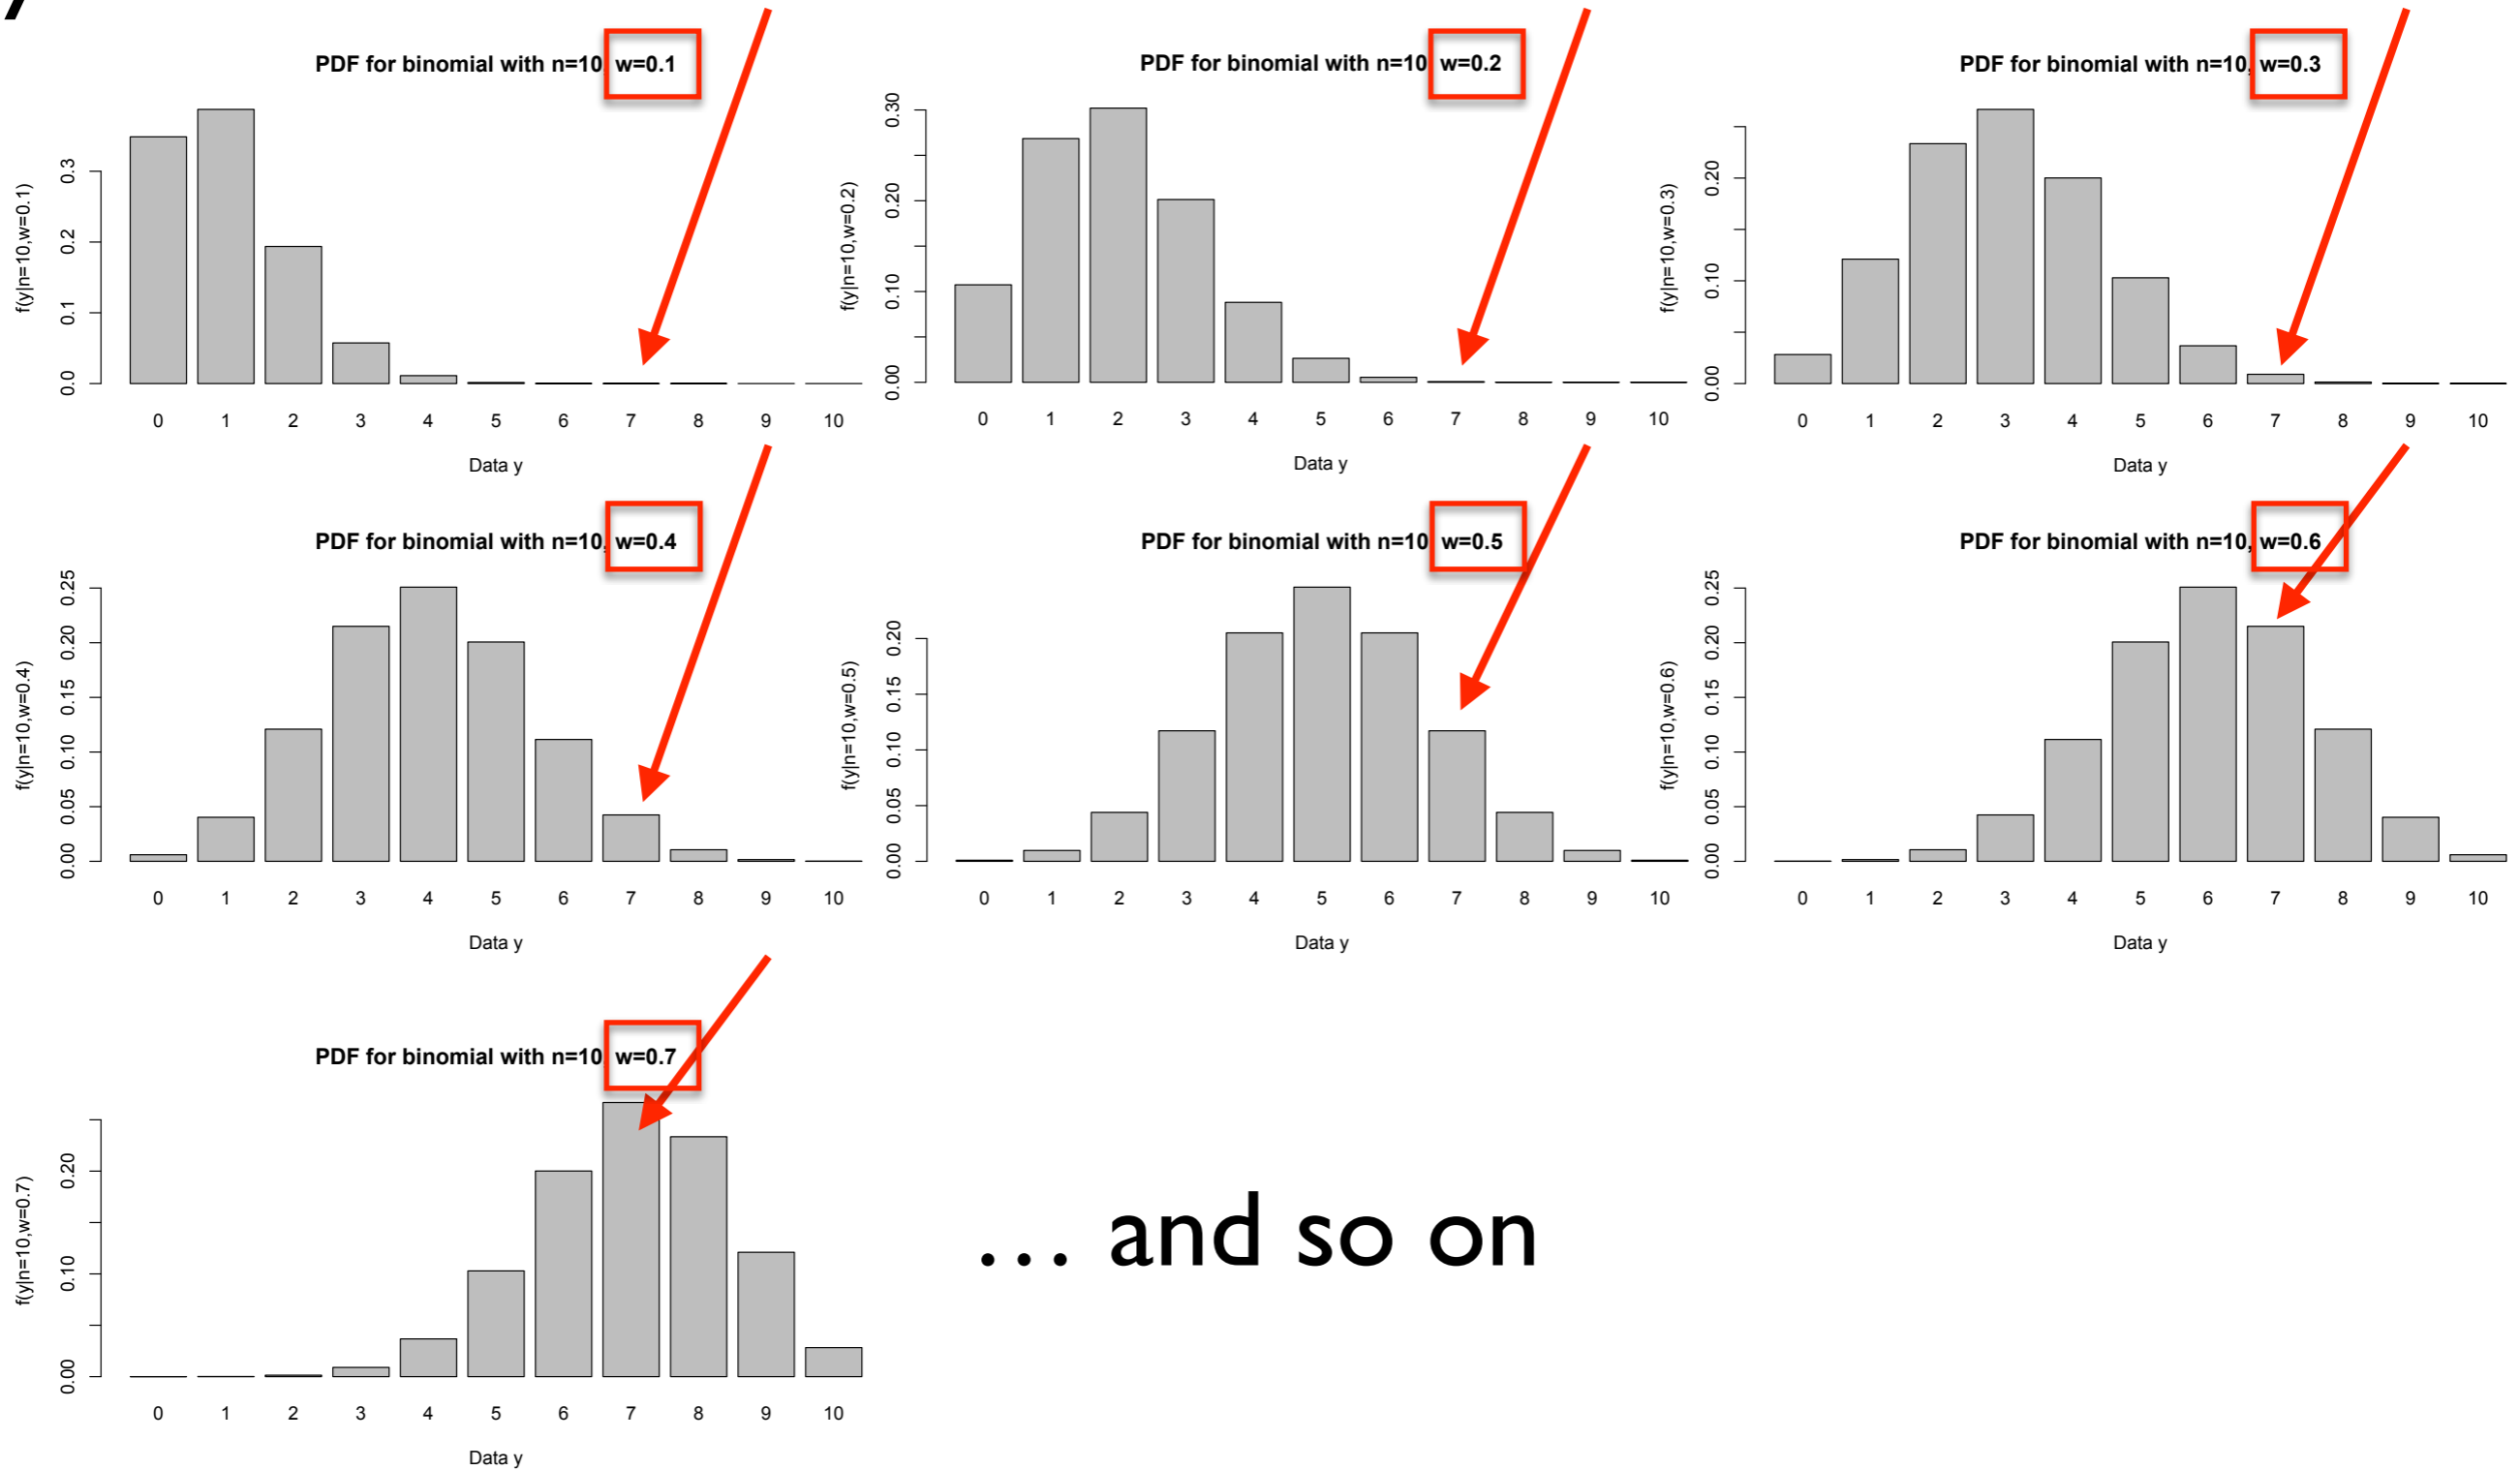 PDF for binomial with n=10, w=0.1
f(y|n=10,w=0.1)
0.0 0.1 0.2 0.3
0 1 2 3 4 5 6 7 8 9 10
Data y
PDF for binomial with n=10 w=0.2
f(y|n=10,w=0.2)
0.00 0.10 0.20 0.30
0 1 2 3 4 5 6 7 8 9 10
Data y
PDF for binomial with n=10, w=0.3
f(y|n=10,w=0.3)
0.00 0.10 0.20
0 1 2 3 4 5 6 7 8 9 10
Data y
PDF for binomial with n=10, w=0.4
f(y|n=10,w=0.4)
0.00 0.05 0.10 0.15 0.20 0.25
0 1 2 3 4 5 6 7 8 9 10
Data y
PDF for binomial with n=10 w=0.5
f(y|n=10,w=0.5)
0.00 0.05 0.10 0.15 0.20
0 1 2 3 4 5 6 7 8 9 10
Data y
PDF for binomial with n=10, w=0.6
f(y|n=10,w=0.6)
0.00 0.05 0.10 0.15 0.20 0.25
0 1 2 3 4 5 6 7 8 9 10
Data y
PDF for binomial with n=10, w=0.7
f(y|n=10,w=0.7)
0.00 0.10 0.20
0 1 2 3 4 5 6 7 8 9 10
Data y
... and so on